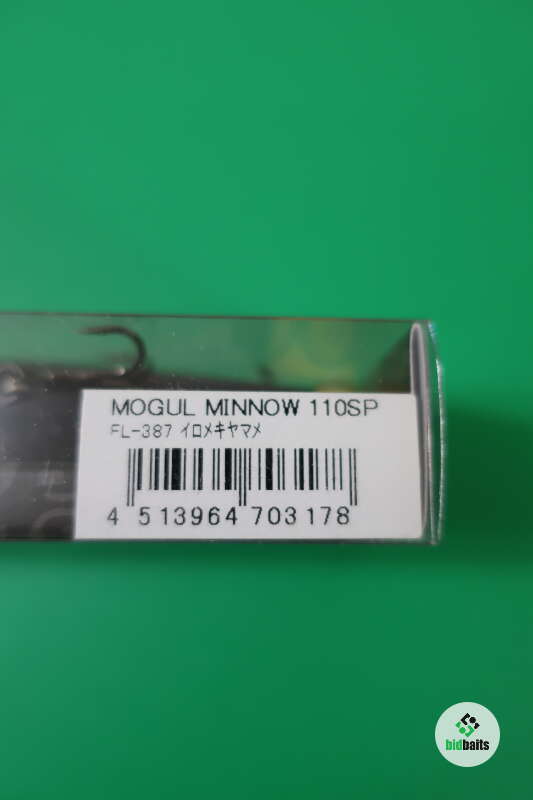 MOGUL MINNOW 110SP
FL-387 ｲﾛﾒｷﾔﾏﾒ
4 513964 703178
bidbaits